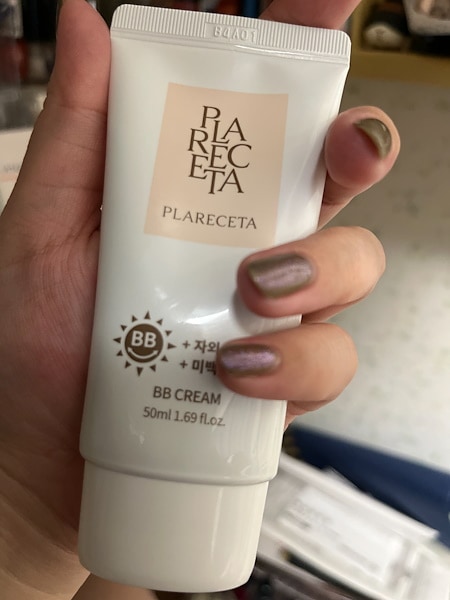 PLA
REC
ETA
PLARECETA
BB
+ 자외
+ 미백
BB CREAM
50ml 1.69 fl.oz.